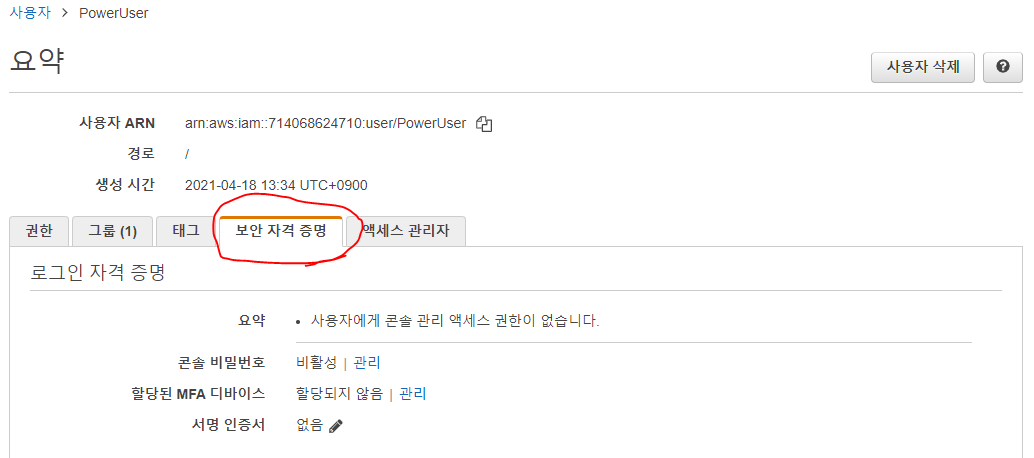 사용자 > PowerUser
요약
사용자 삭제
사용자 ARN arn:aws:iam::714068624710:user/PowerUser
경로 /
생성 시간 2021-04-18 13:34 UTC+0900
권한 그룹 (1) 태그 보안 자격 증명 액세스 관리자
로그인 자격 증명
요약 • 사용자에게 콘솔 관리 액세스 권한이 없습니다.
콘솔 비밀번호 비활성 | 관리
할당된 MFA 디바이스 할당되지 않음 | 관리
서명 인증서 없음